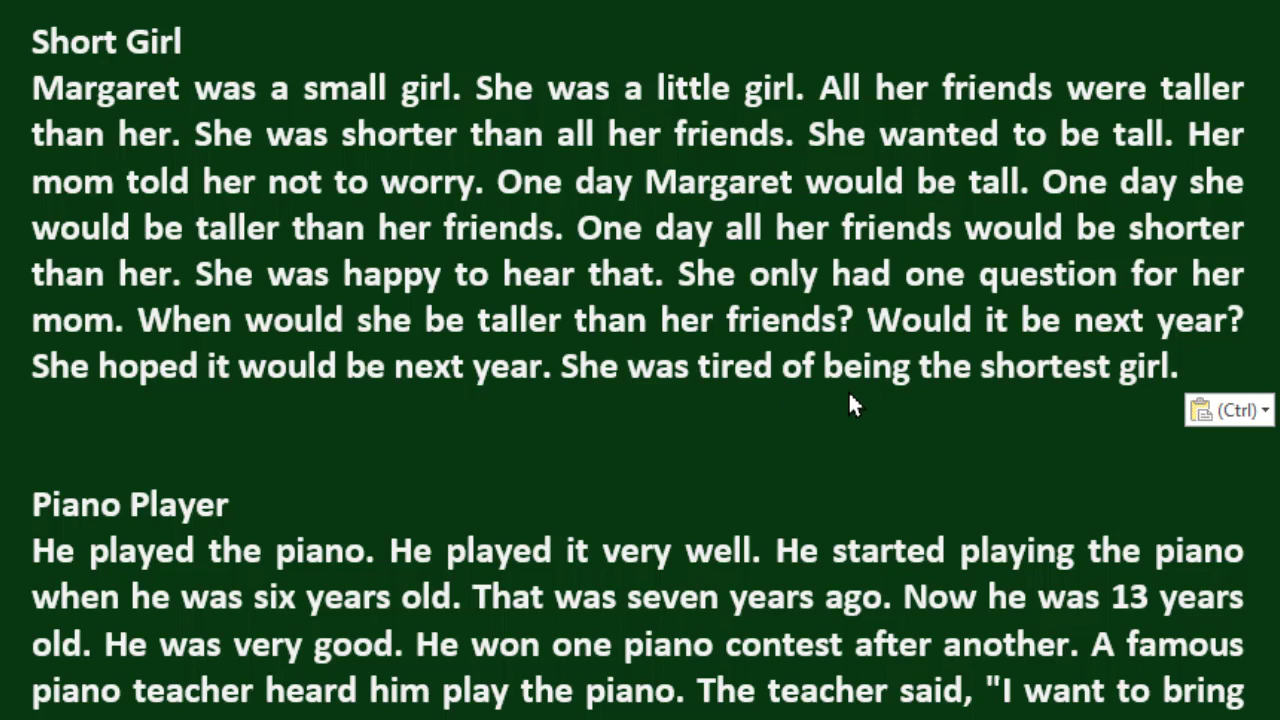 Short Girl
Margaret was a small girl. She was a little girl. All her friends were taller
than her. She was shorter than all her friends. She wanted to be tall. Her
mom told her not to worry. One day Margaret would be tall. One day she
would be taller than her friends. One day all her friends would be shorter
than her. She was happy to hear that. She only had one question for her
mom. When would she be taller than her friends? Would it be next year?
She hoped it would be next year. She was tired of being the shortest girl.
(Ctrl)
Piano Player
He played the piano. He played it very well. He started playing the piano
when he was six years old. That was seven years ago. Now he was 13 years
old. He was very good. He won one piano contest after another. A famous
piano teacher heard him play the piano. The teacher said, "I want to bring